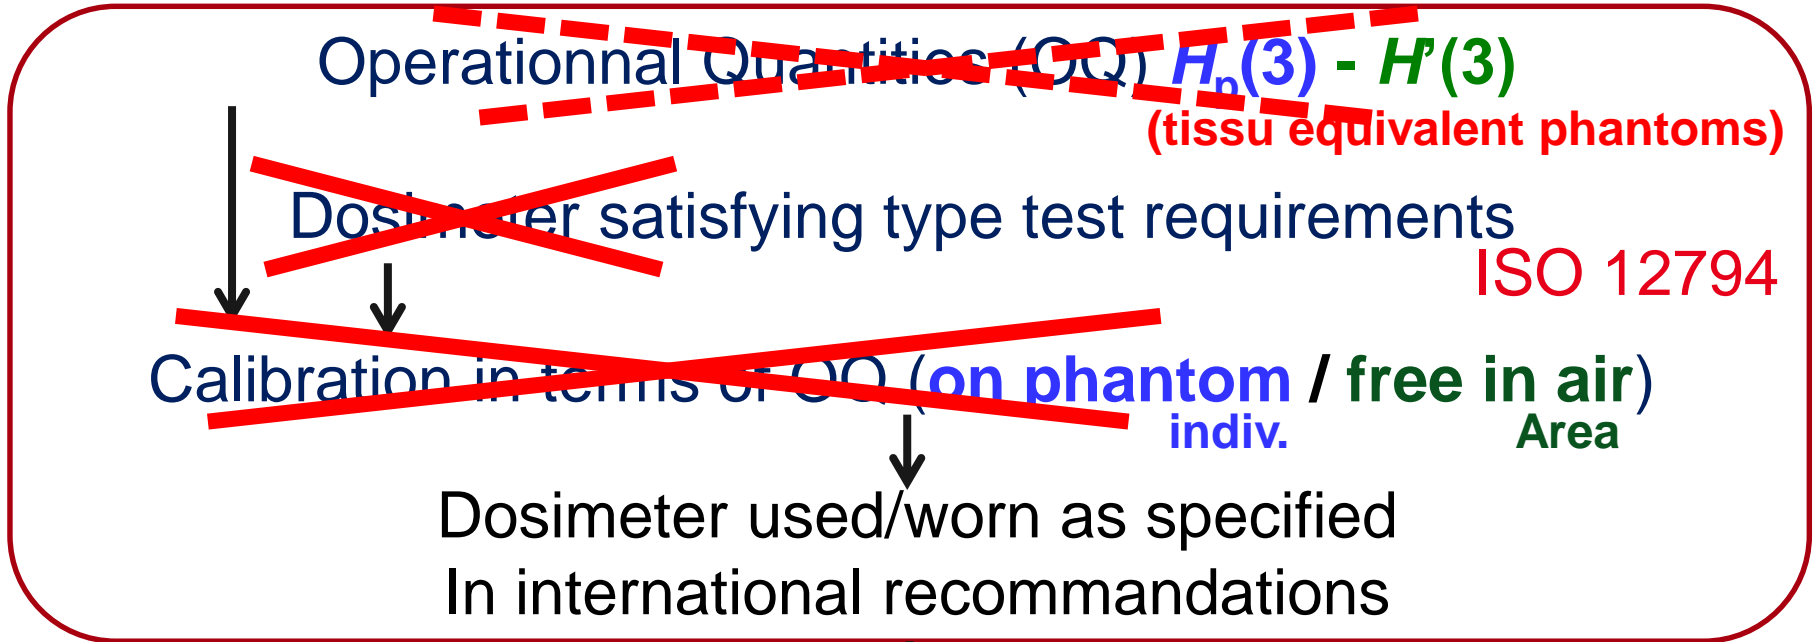 Operationnal Quantities (OQ) Hp(3) - H'(3)
(tissu equivalent phantoms)
Dosimeter satisfying type test requirements
ISO 12794
Calibration in terms of OQ (on phantom / free in air)
indiv. Area
Dosimeter used/worn as specified
In international recommandations